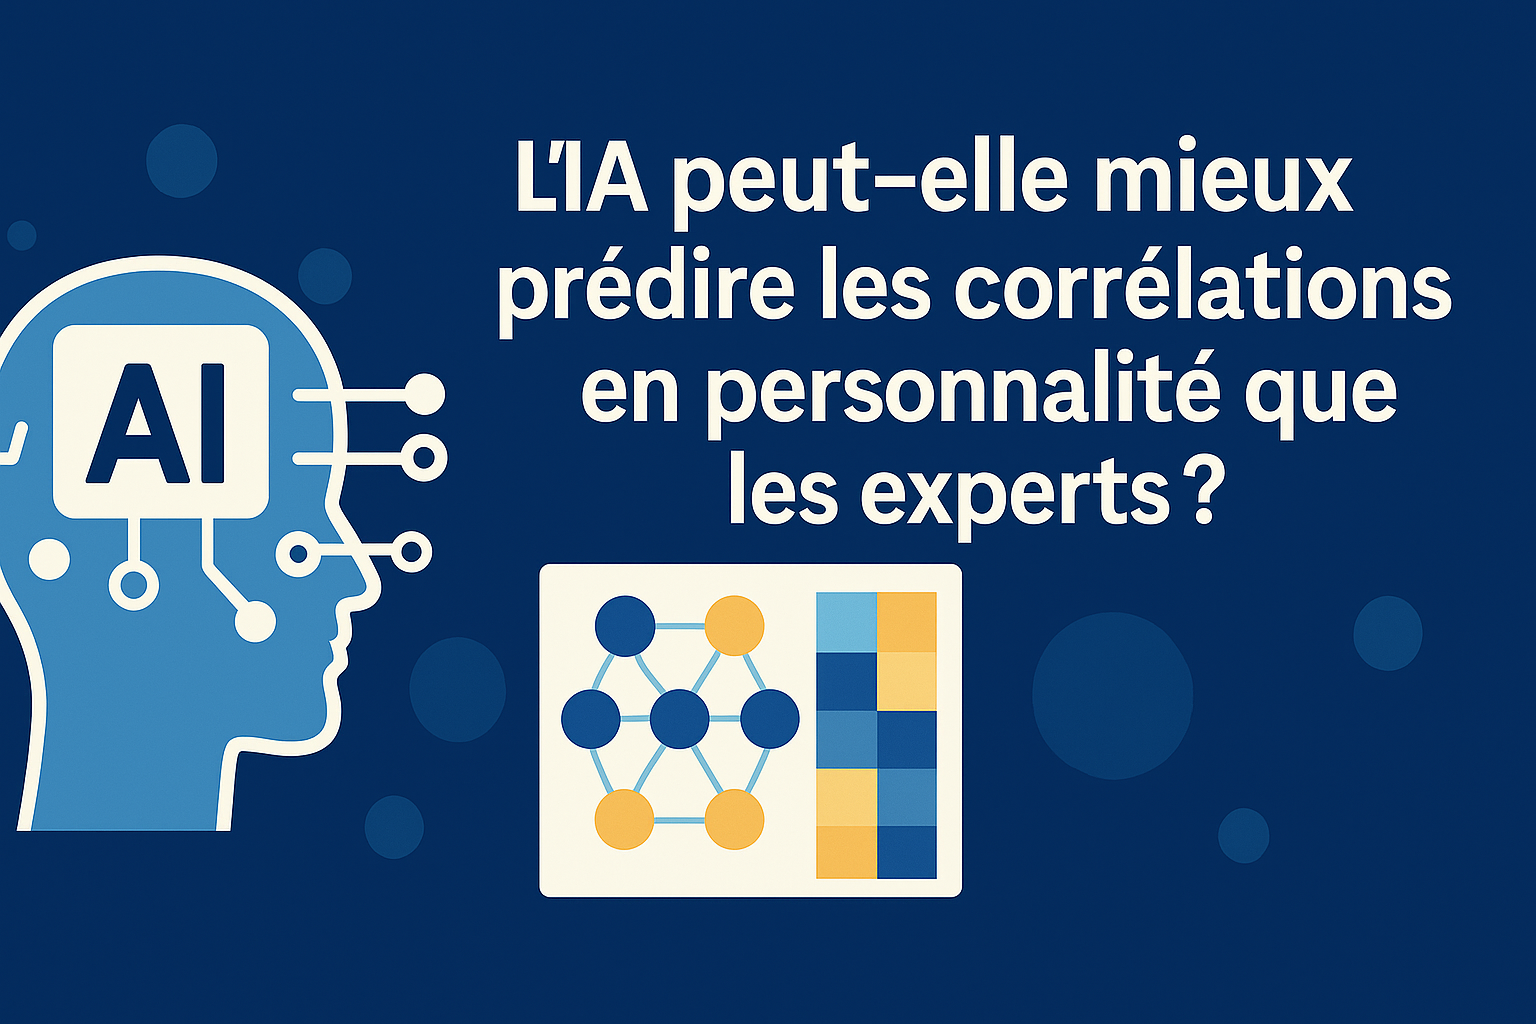 AI
L'IA peut-elle mieux
prédire les corrélations
en personnalité que
les experts ?